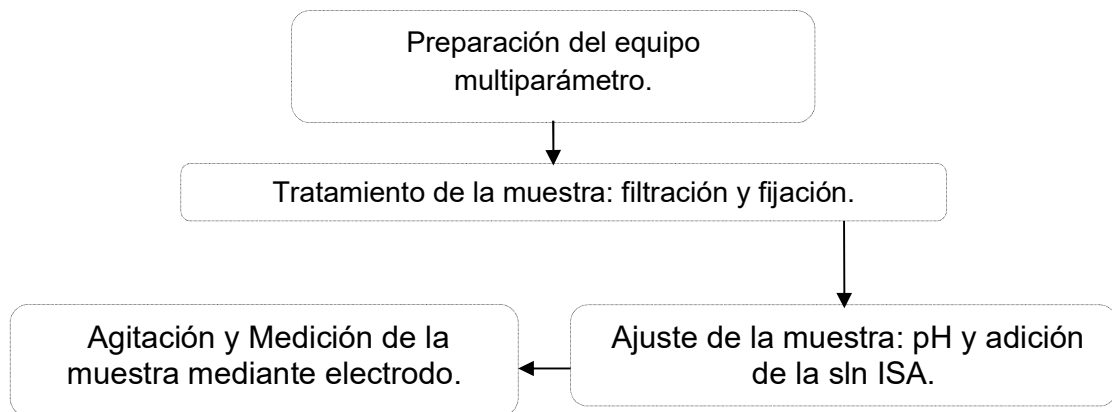 Preparación del equipo
multiparámetro.
Tratamiento de la muestra: filtración y fijación.
Ajuste de la muestra: pH y adición
de la sln ISA.
Agitación y Medición de la
muestra mediante electrodo.